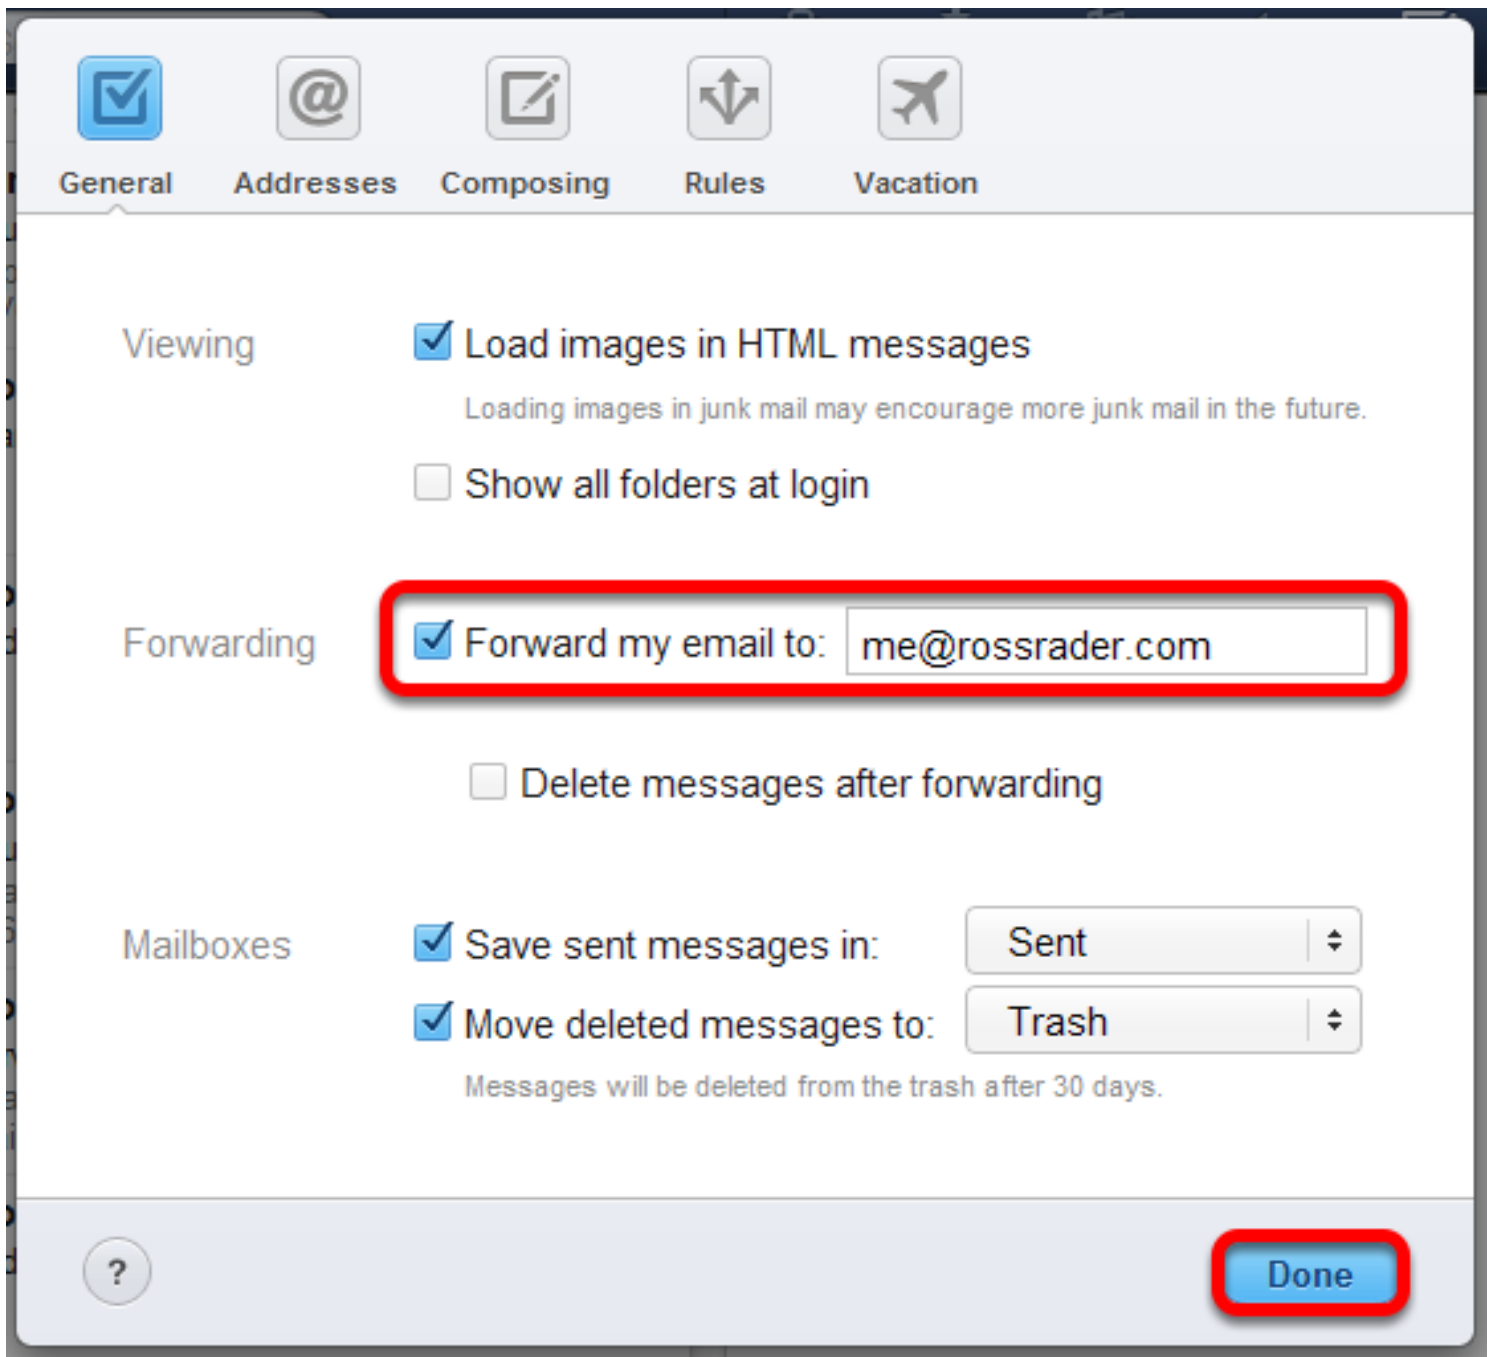 General Addresses Composing Rules Vacation
Viewing Load images in HTML messages
Loading images in junk mail may encourage more junk mail in the future.
Show all folders at login
Forwarding Forward my email to: me@rossrader.com
Delete messages after forwarding
Mailboxes Save sent messages in: Sent
Move deleted messages to: Trash
Messages will be deleted from the trash after 30 days.
? Done